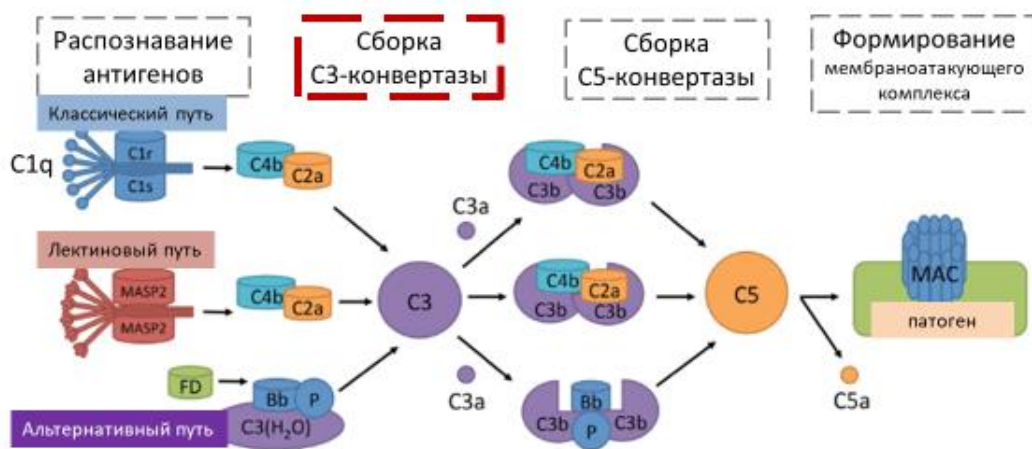 Распознавание
антигенов
Сборка
С3-конвертазы
Сборка
С5-конвертазы
Формирование
мембраноатакующего
комплекса
Классический путь
C1q
C1r
C1s
C4b
C2a
C3a
C4b
C2a
C3b
C3b
Лектиновый путь
MASP2
MASP2
C4b
C2a
C3
C4b
C2a
C3b
C3b
C5
MAC
патоген
FD
Bb
P
C3(H₂O)
Альтернативный путь
C3a
Bb
C3b
P
C3b
C5a